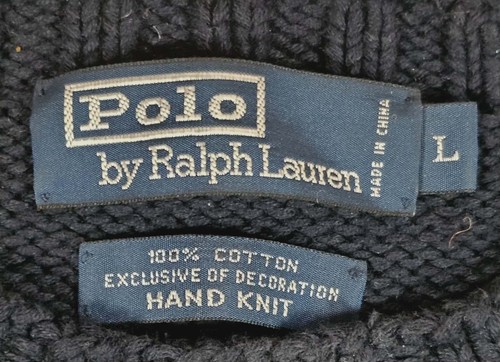 Polo
by Ralph Lauren
MADE IN CHINA
L
100% COTTON
EXCLUSIVE OF DECORATION
HAND KNIT